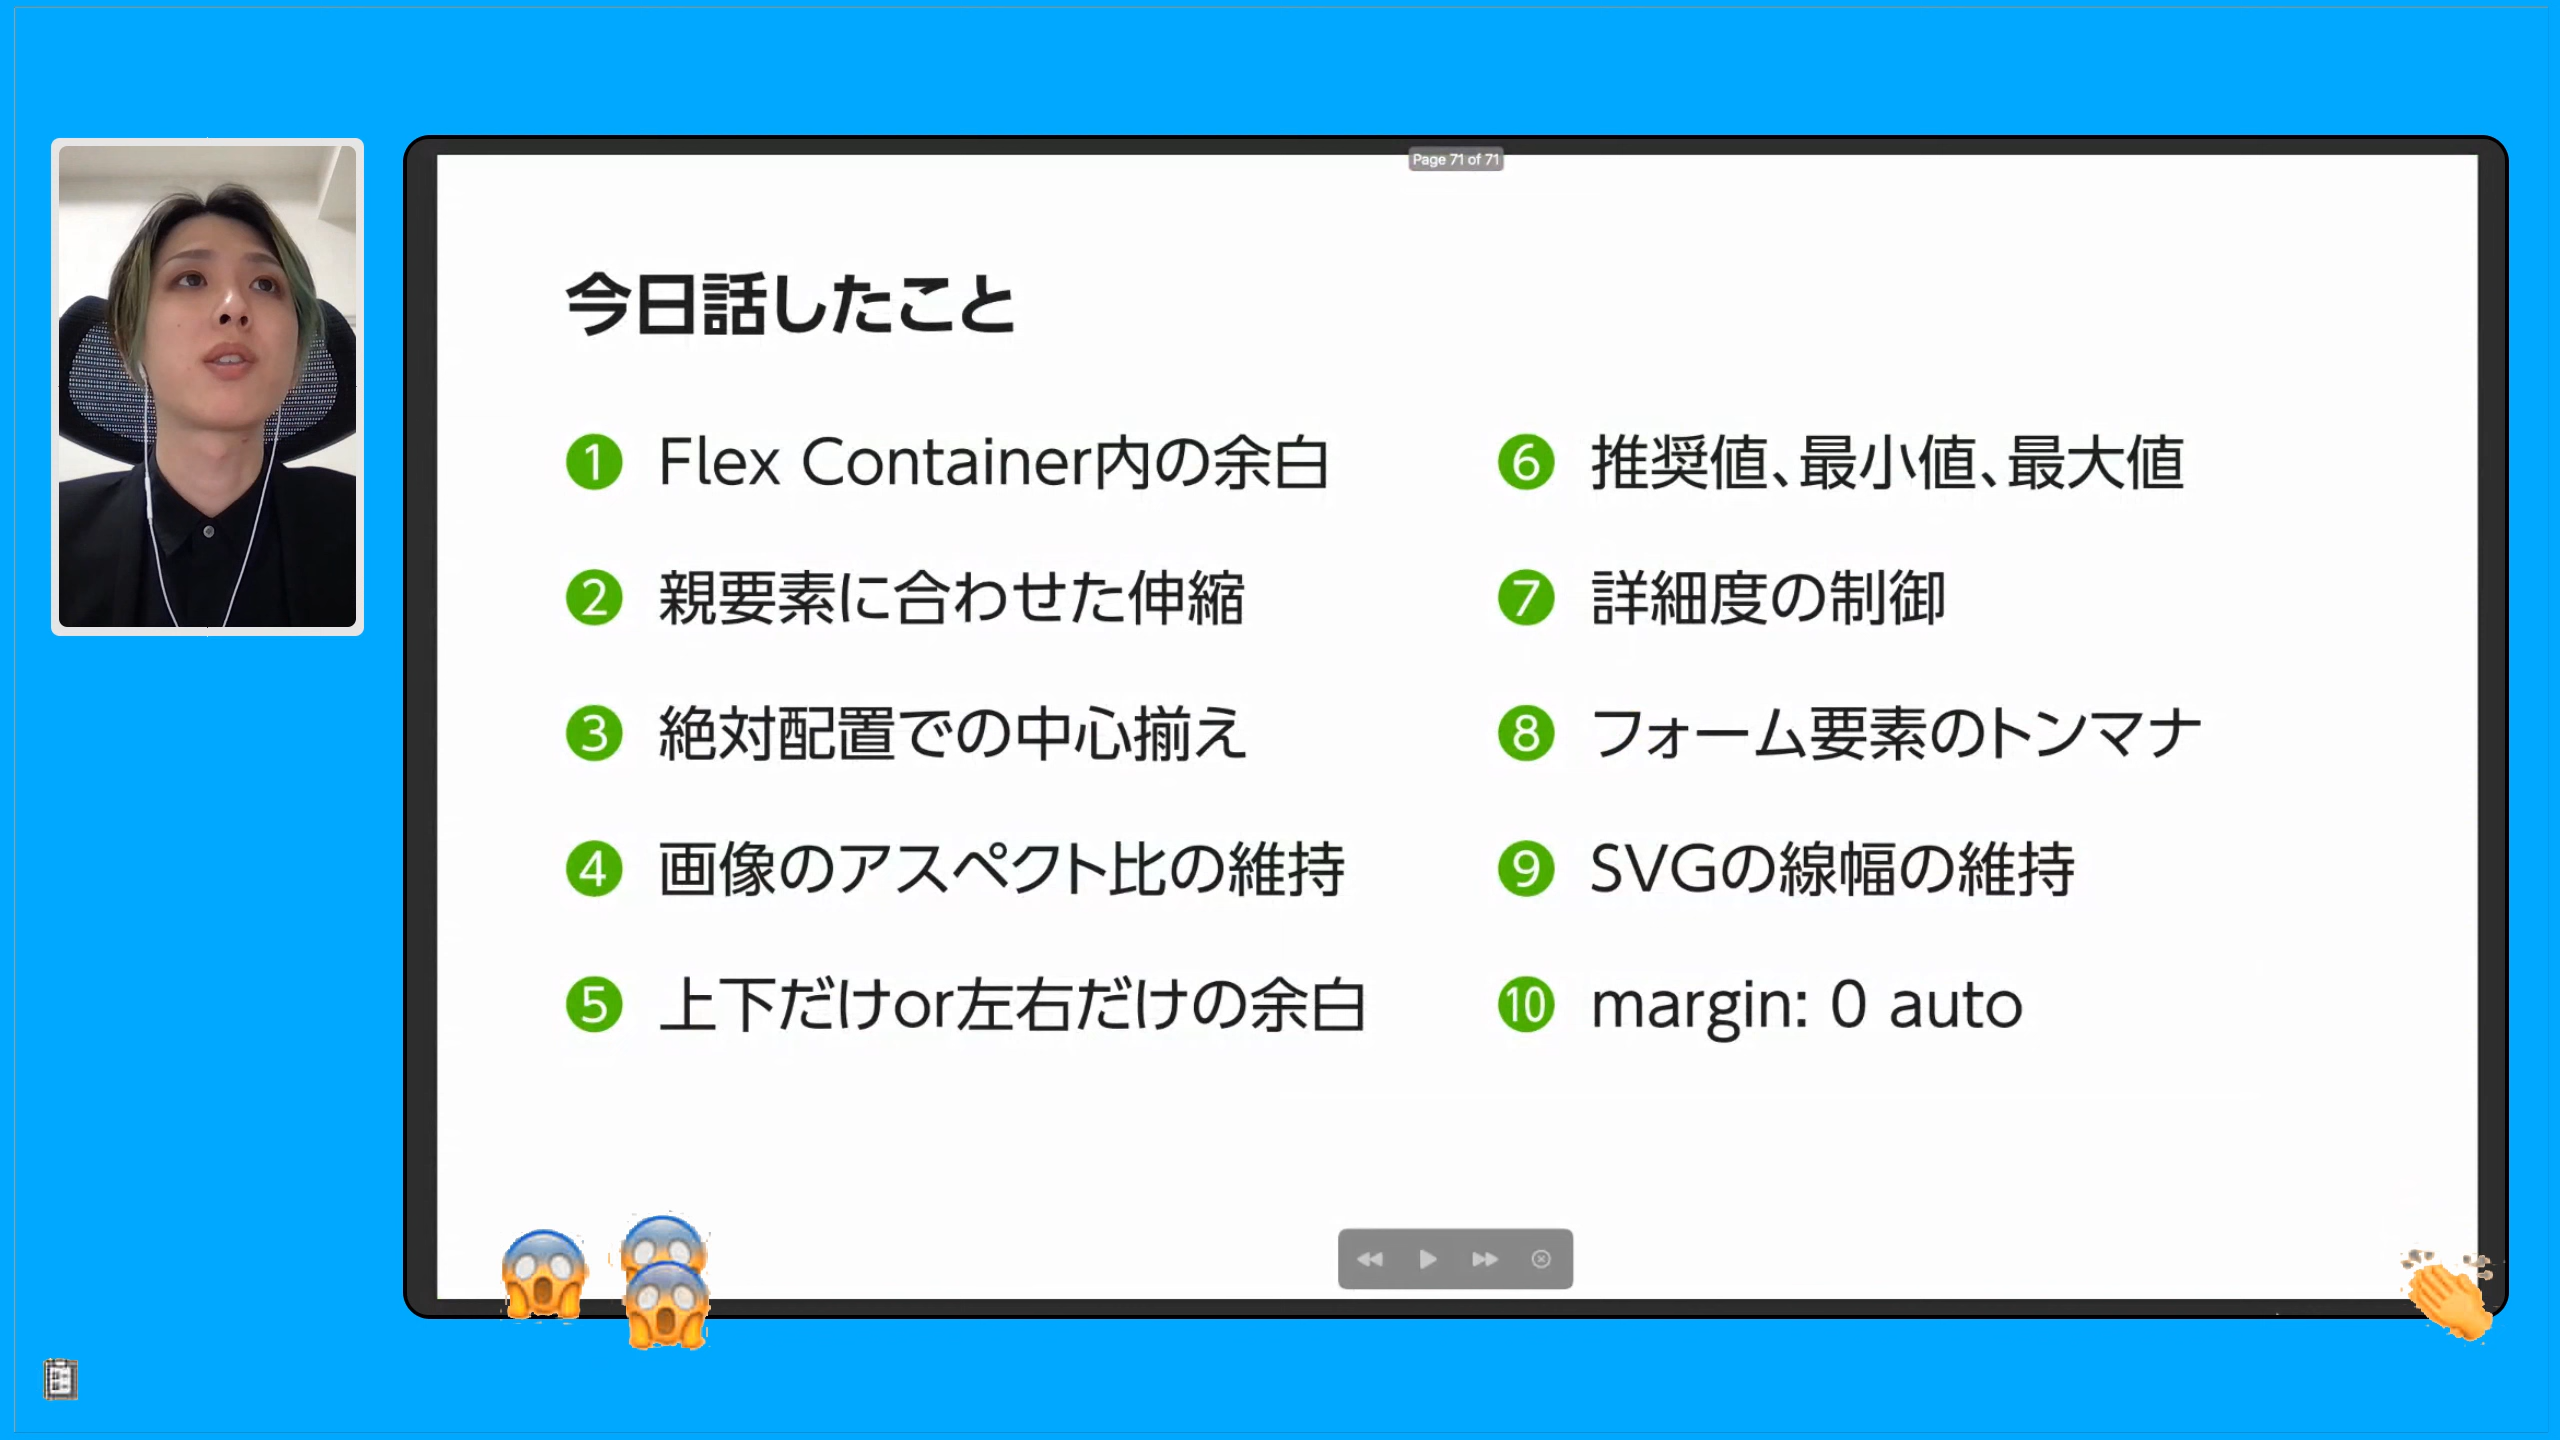 Page 71 of 71
今日話したこと
1 Flex Container内の余白
2 親要素に合わせた伸縮
3 絶対配置での中心揃え
4 画像のアスペクト比の維持
5 上下だけor左右だけの余白
6 推奨値、最小値、最大値
7 詳細度の制御
8 フォーム要素のトンマナ
9 SVGの線幅の維持
10 margin: 0 auto